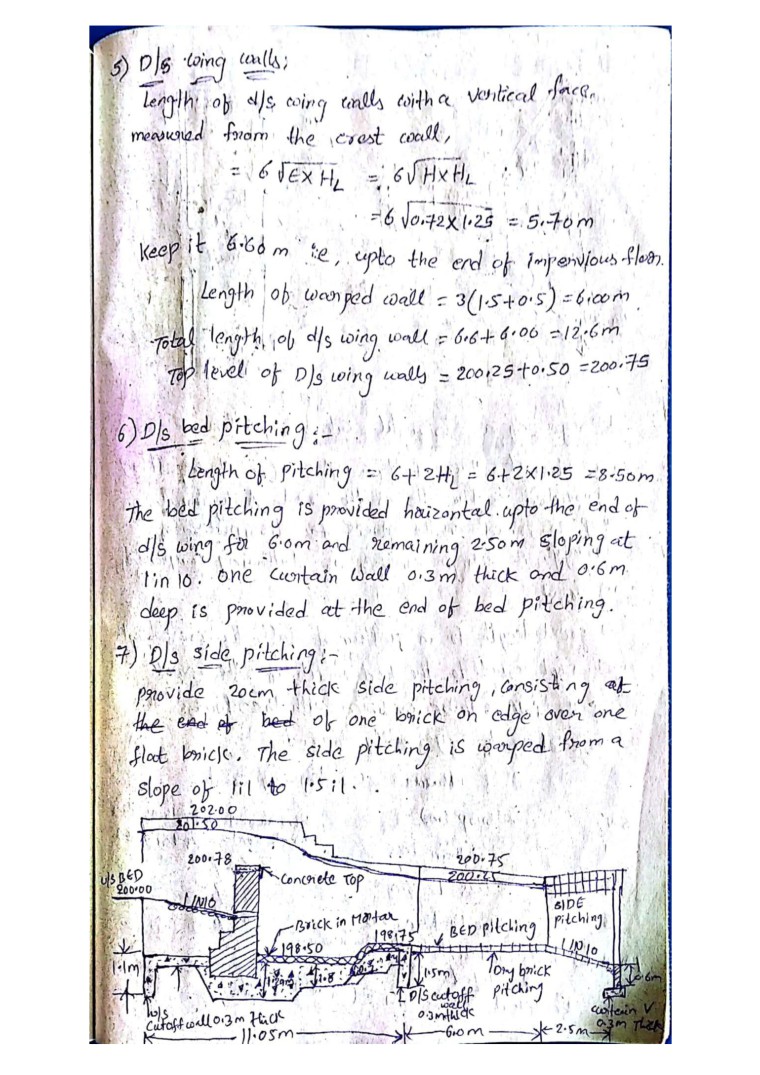 5) D/s wing walls;
Length of d/s wing walls with a vertical face,
measured from the crest wall,
= 6√E×H_L = 6√H×H_L
= 6√0.72×1.25 = 5.70m
Keep it 6.60m ie, upto the end of impervious floor.
Length of warped wall = 3(1.5+0.5) = 6.00m
Total length of d/s wing wall = 6.6+6.00 = 12.6m
Top level of D/s wing walls = 200.25+0.50 = 200.75
6) D/s bed pitching :-
Length of pitching = 6+2H_L = 6+2×1.25 = 8.50m
The bed pitching is provided horizontal upto the end of
d/s wing for 6.0m and remaining 2.50m sloping at
1 in 10. one curtain wall 0.3m thick and 0.6m
deep is provided at the end of bed pitching.
7) D/s side pitching :-
provide 20cm thick side pitching, consisting at
the end of bed of one brick on edge over one
flat brick. The side pitching is warped from a
slope of 1:1 to 1.5:1.
202.00
201.50
200.78
200.75
U/S BED
200.00
Concrete Top
1 IN 10
SIDE
pitching
Brick in Mortar
198.75
BED pitching
1 IN 10
198.50
1.1m
1.5m
Dry brick
pitching
0.6m
U/s
cutoff wall 0.3m thick
D/S cutoff
wall
0.3m thick
curtain
0.3m thick
11.05m
6.0m
2.5m